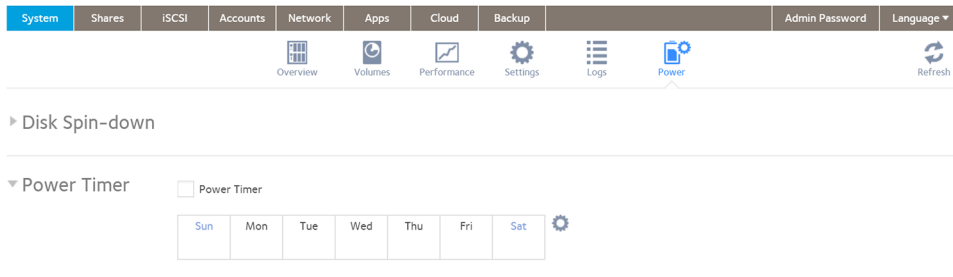 System Shares iSCSI Accounts Network Apps Cloud Backup Admin Password Language
Overview Volumes Performance Settings Logs Power Refresh
Disk Spin-down
Power Timer
Power Timer
Sun Mon Tue Wed Thu Fri Sat